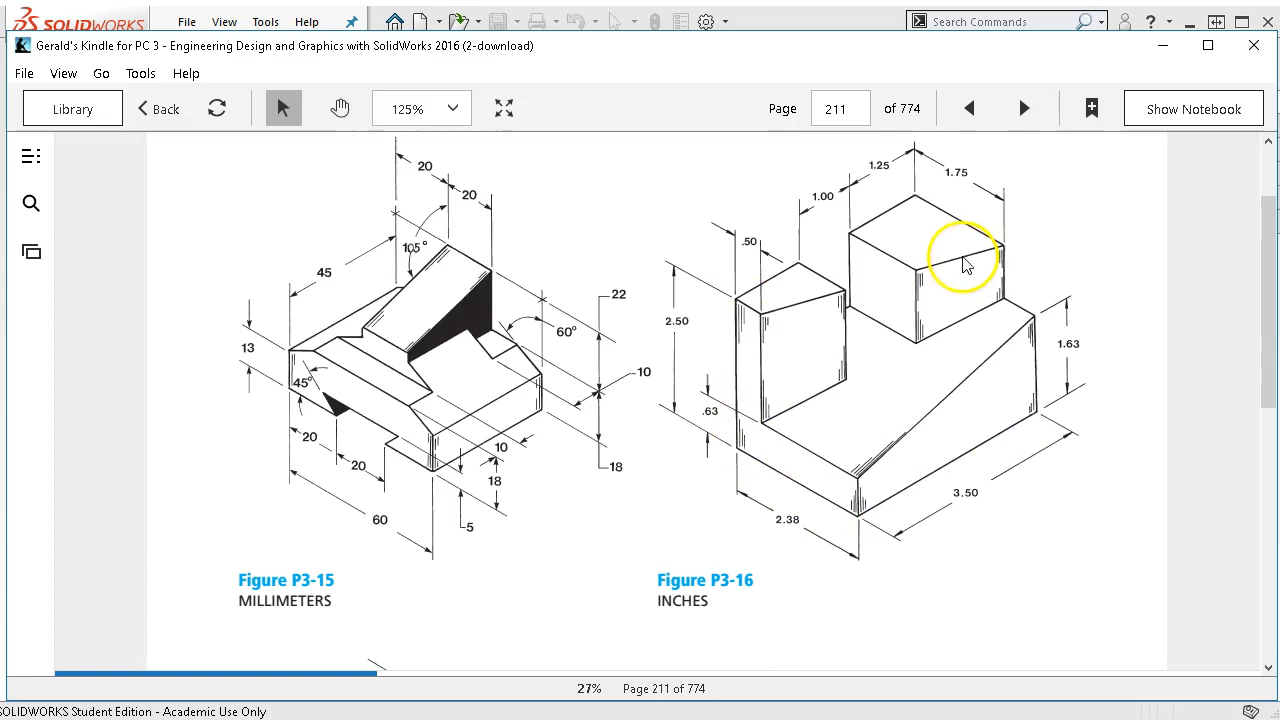 SOLIDWORKS File View Tools Help Search Commands
Gerald's Kindle for PC 3 - Engineering Design and Graphics with SolidWorks 2016 (2-download)
File View Go Tools Help
Library Back 125% Page 211 of 774 Show Notebook
20
20
105°
45
22
60°
13
10
45°
20
20
10
18
18
60
5
1.25
1.75
1.00
.50
2.50
1.63
.63
3.50
2.38
Figure P3-15
MILLIMETERS
Figure P3-16
INCHES
27% Page 211 of 774
SOLIDWORKS Student Edition - Academic Use Only